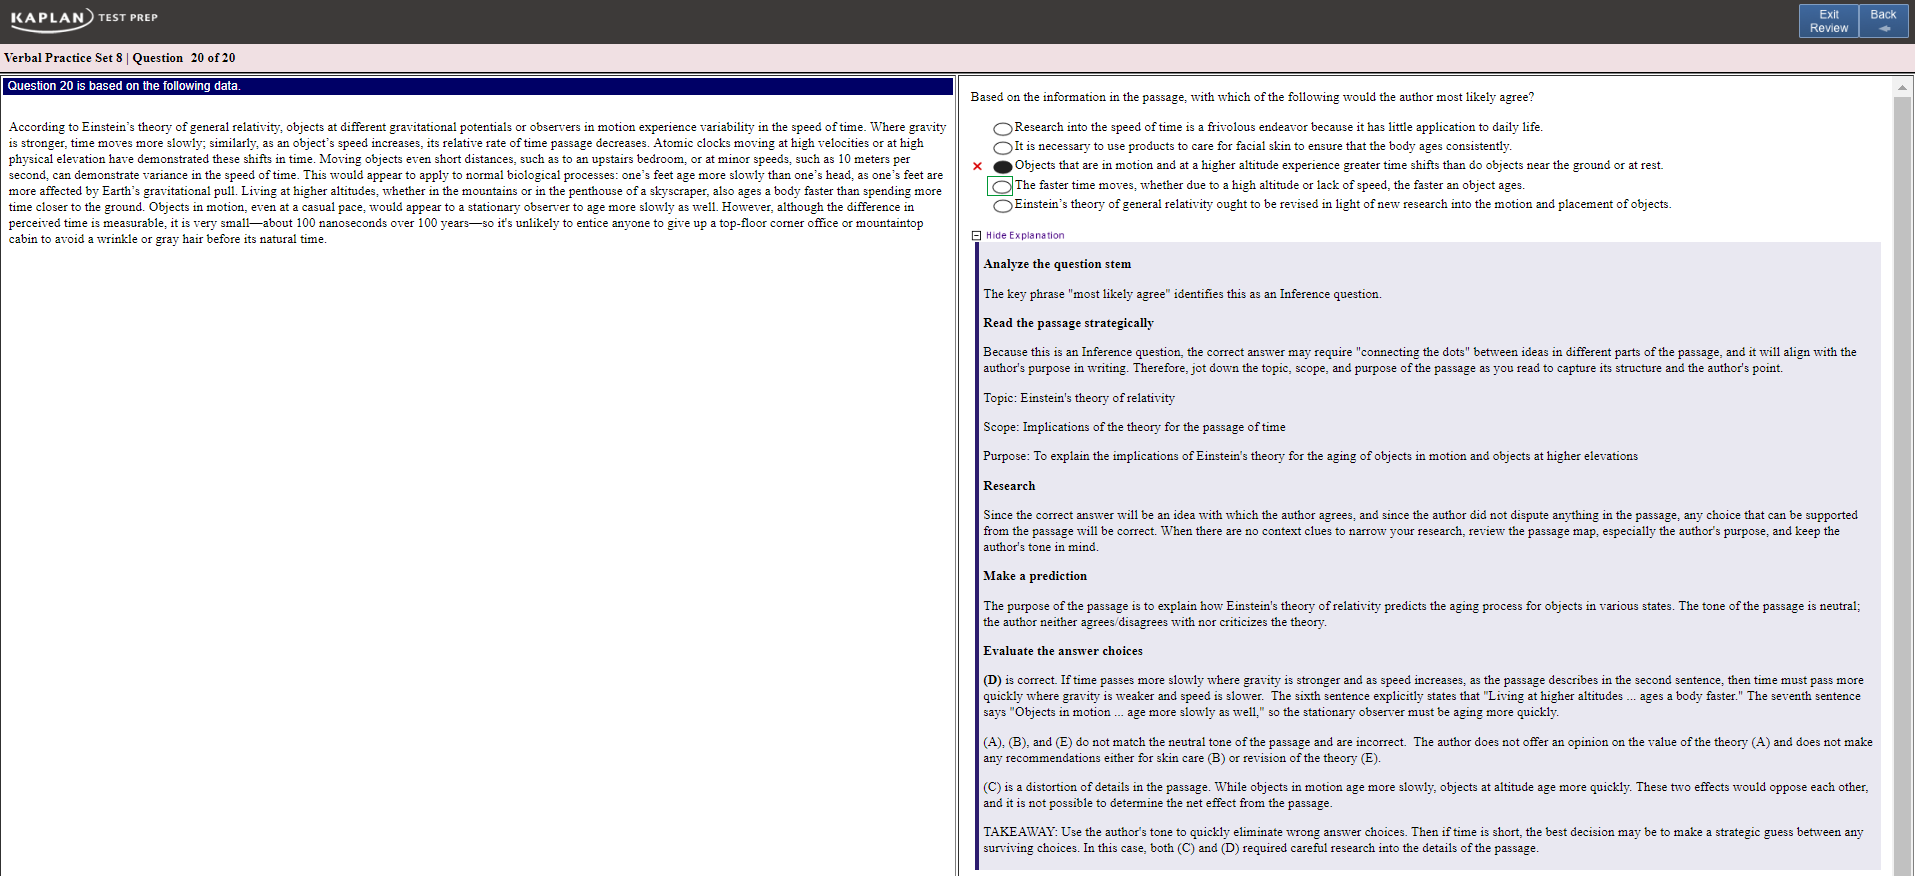 KAPLAN TEST PREP
Exit Review
Back
Verbal Practice Set 8 | Question 20 of 20
Question 20 is based on the following data.
According to Einstein's theory of general relativity, objects at different gravitational potentials or observers in motion experience variability in the speed of time. Where gravity
is stronger, time moves more slowly; similarly, as an object's speed increases, its relative rate of time passage decreases. Atomic clocks moving at high velocities or at high
physical elevation have demonstrated these shifts in time. Moving objects even short distances, such as to an upstairs bedroom, or at minor speeds, such as 10 meters per
second, can demonstrate variance in the speed of time. This would appear to apply to normal biological processes: one's feet age more slowly than one's head, as one's feet are
more affected by Earth's gravitational pull. Living at higher altitudes, whether in the mountains or in the penthouse of a skyscraper, also ages a body faster than spending more
time closer to the ground. Objects in motion, even at a casual pace, would appear to a stationary observer to age more slowly as well. However, although the difference in
perceived time is measurable, it is very small—about 100 nanoseconds over 100 years—so it's unlikely to entice anyone to give up a top-floor corner office or mountaintop
cabin to avoid a wrinkle or gray hair before its natural time.
Based on the information in the passage, with which of the following would the author most likely agree?
Research into the speed of time is a frivolous endeavor because it has little application to daily life.
It is necessary to use products to care for facial skin to ensure that the body ages consistently.
Objects that are in motion and at a higher altitude experience greater time shifts than do objects near the ground or at rest.
The faster time moves, whether due to a high altitude or lack of speed, the faster an object ages.
Einstein's theory of general relativity ought to be revised in light of new research into the motion and placement of objects.
Hide Explanation
Analyze the question stem
The key phrase "most likely agree" identifies this as an Inference question.
Read the passage strategically
Because this is an Inference question, the correct answer may require "connecting the dots" between ideas in different parts of the passage, and it will align with the
author's purpose in writing. Therefore, jot down the topic, scope, and purpose of the passage as you read to capture its structure and the author's point.
Topic: Einstein's theory of relativity
Scope: Implications of the theory for the passage of time
Purpose: To explain the implications of Einstein's theory for the aging of objects in motion and objects at higher elevations
Research
Since the correct answer will be an idea with which the author agrees, and since the author did not dispute anything in the passage, any choice that can be supported
from the passage will be correct. When there are no context clues to narrow your research, review the passage map, especially the author's purpose, and keep the
author's tone in mind.
Make a prediction
The purpose of the passage is to explain how Einstein's theory of relativity predicts the aging process for objects in various states. The tone of the passage is neutral;
the author neither agrees/disagrees with nor criticizes the theory.
Evaluate the answer choices
(D) is correct. If time passes more slowly where gravity is stronger and as speed increases, as the passage describes in the second sentence, then time must pass more
quickly where gravity is weaker and speed is slower. The sixth sentence explicitly states that "Living at higher altitudes ... ages a body faster." The seventh sentence
says "Objects in motion ... age more slowly as well," so the stationary observer must be aging more quickly.
(A), (B), and (E) do not match the neutral tone of the passage and are incorrect. The author does not offer an opinion on the value of the theory (A) and does not make
any recommendations either for skin care (B) or revision of the theory (E).
(C) is a distortion of details in the passage. While objects in motion age more slowly, objects at altitude age more quickly. These two effects would oppose each other,
and it is not possible to determine the net effect from the passage.
TAKEAWAY: Use the author's tone to quickly eliminate wrong answer choices. Then if time is short, the best decision may be to make a strategic guess between any
surviving choices. In this case, both (C) and (D) required careful research into the details of the passage.